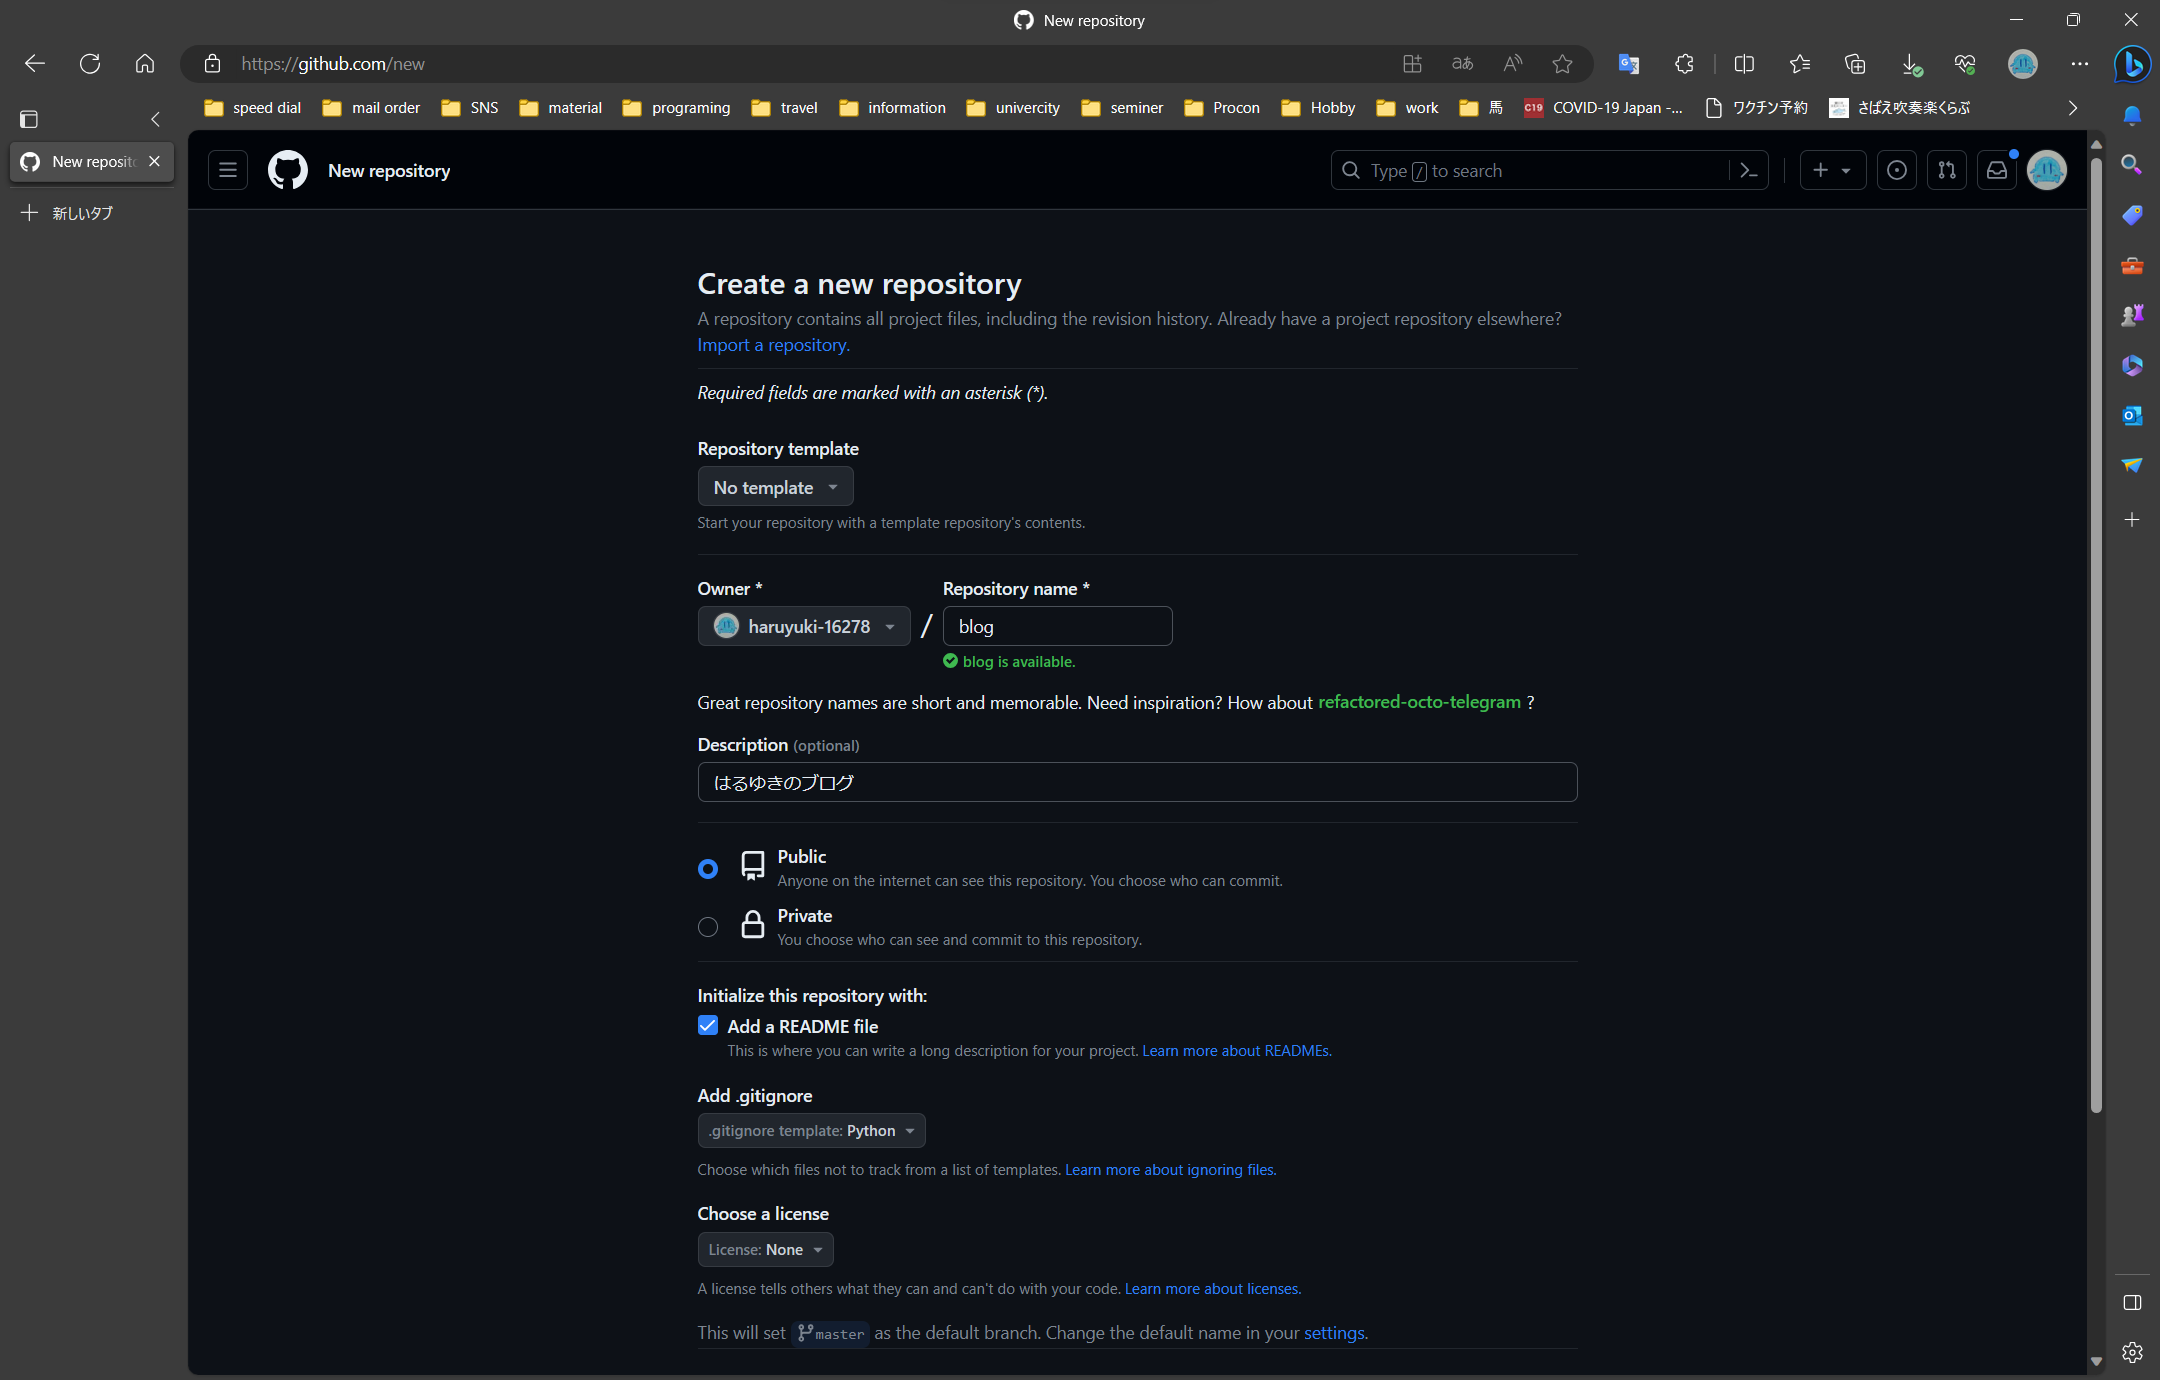 New repository
https://github.com/new
speed dial mail order SNS material programing travel information univercity seminer Procon Hobby work 馬 COVID-19 Japan -... ワクチン予約 さばえ吹奏楽くらぶ
New reposito
新しいタブ
New repository
Type / to search
Create a new repository
A repository contains all project files, including the revision history. Already have a project repository elsewhere?
Import a repository.
Required fields are marked with an asterisk (*).
Repository template
No template
Start your repository with a template repository's contents.
Owner * Repository name *
haruyuki-16278 / blog
blog is available.
Great repository names are short and memorable. Need inspiration? How about refactored-octo-telegram ?
Description (optional)
はるゆきのブログ
Public
Anyone on the internet can see this repository. You choose who can commit.
Private
You choose who can see and commit to this repository.
Initialize this repository with:
Add a README file
This is where you can write a long description for your project. Learn more about READMEs.
Add .gitignore
.gitignore template: Python
Choose which files not to track from a list of templates. Learn more about ignoring files.
Choose a license
License: None
A license tells others what they can and can't do with your code. Learn more about licenses.
This will set master as the default branch. Change the default name in your settings.